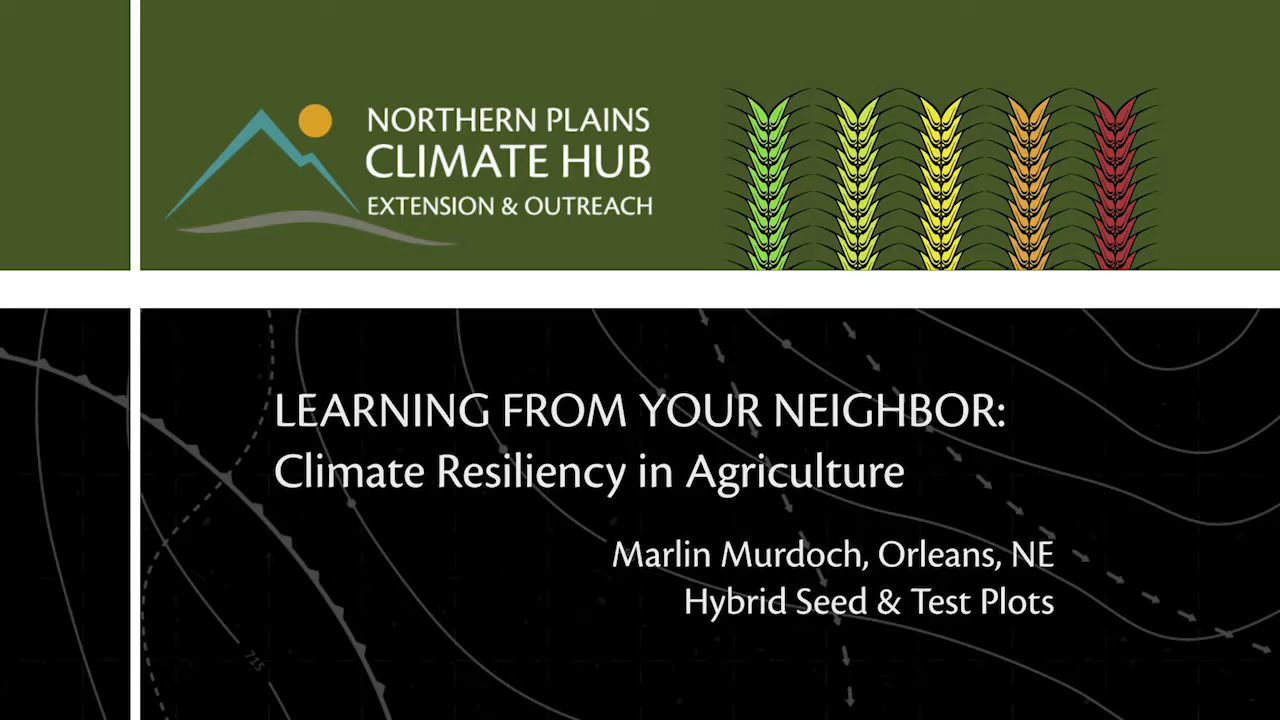 NORTHERN PLAINS
CLIMATE HUB
EXTENSION & OUTREACH
LEARNING FROM YOUR NEIGHBOR:
Climate Resiliency in Agriculture
Marlin Murdoch, Orleans, NE
Hybrid Seed & Test Plots
715